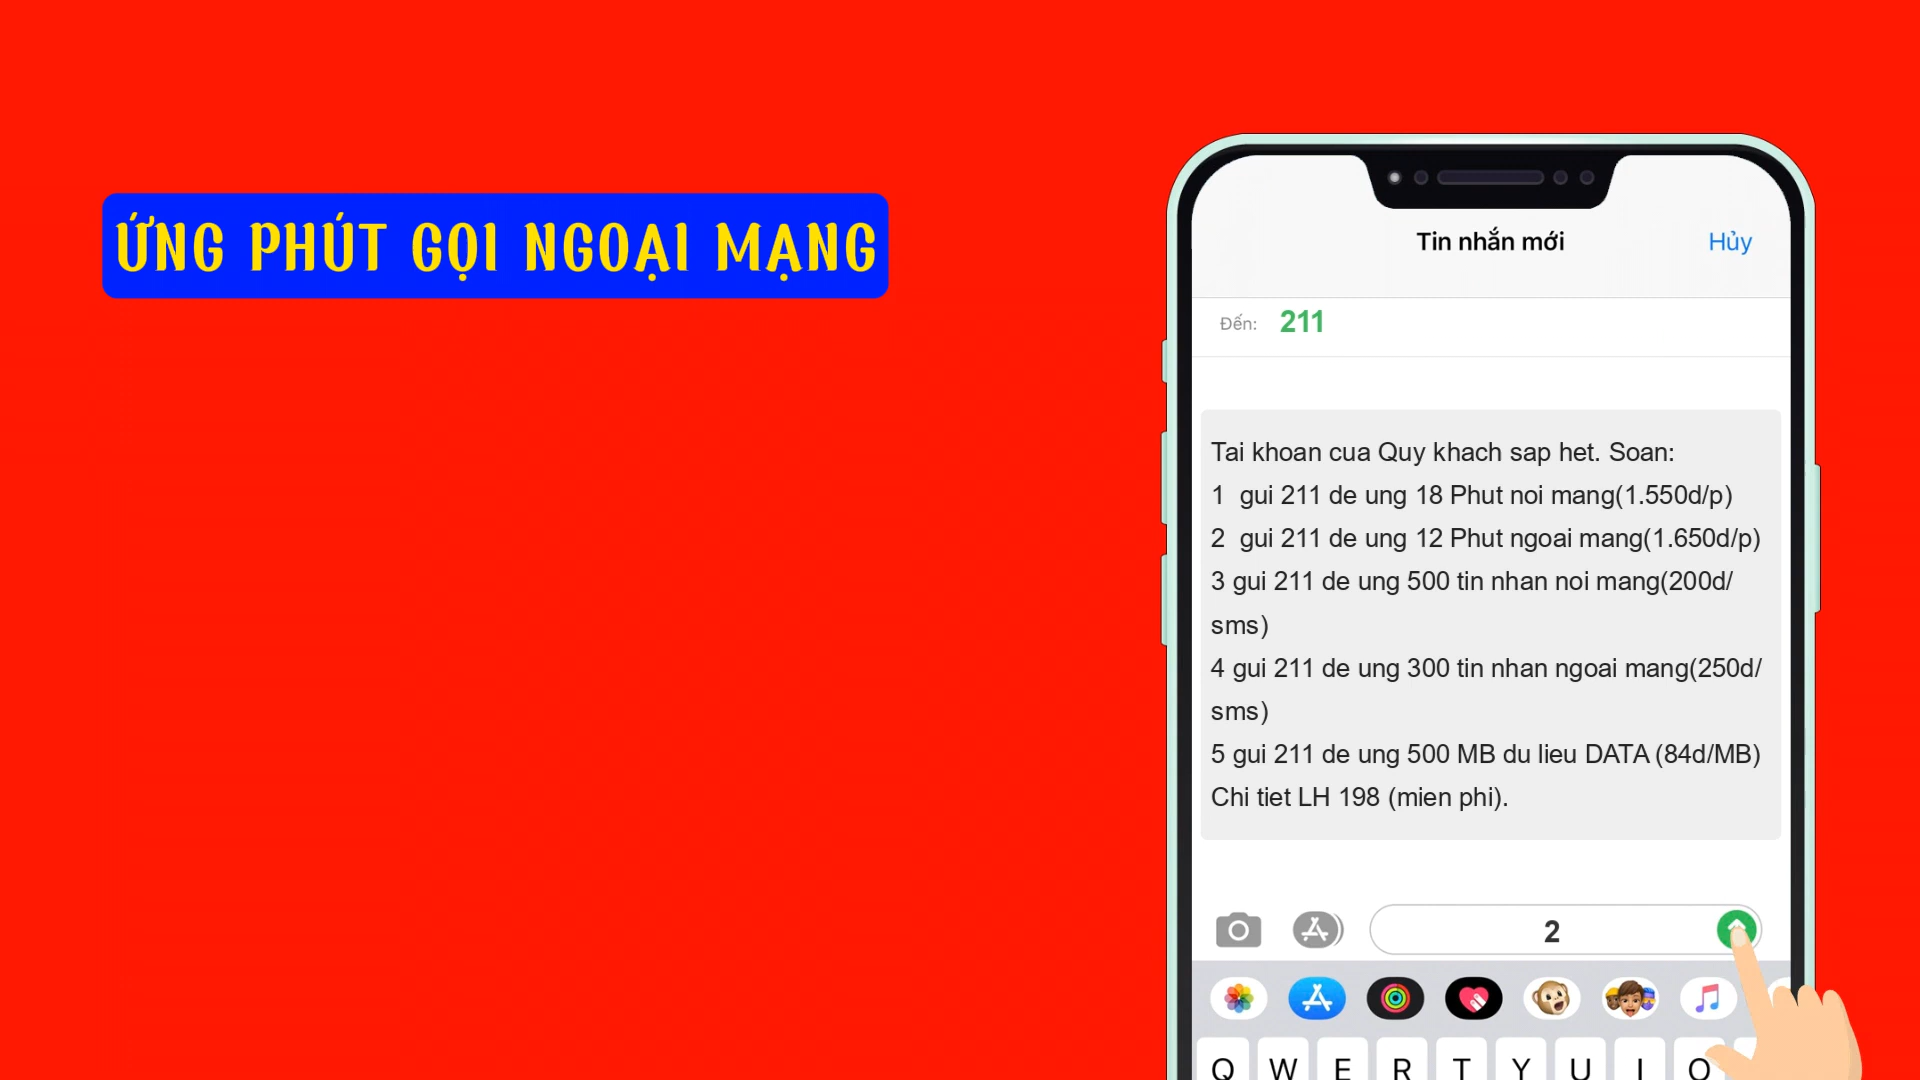 ỨNG PHÚT GỌI NGOẠI MẠNG
Tin nhắn mới
Hủy
Đến: 211
Tai khoan cua Quy khach sap het. Soan:
1 gui 211 de ung 18 Phut noi mang(1.550d/p)
2 gui 211 de ung 12 Phut ngoai mang(1.650d/p)
3 gui 211 de ung 500 tin nhan noi mang(200d/
sms)
4 gui 211 de ung 300 tin nhan ngoai mang(250d/
sms)
5 gui 211 de ung 500 MB du lieu DATA (84d/MB)
Chi tiet LH 198 (mien phi).
2
Q W E R T Y U I O